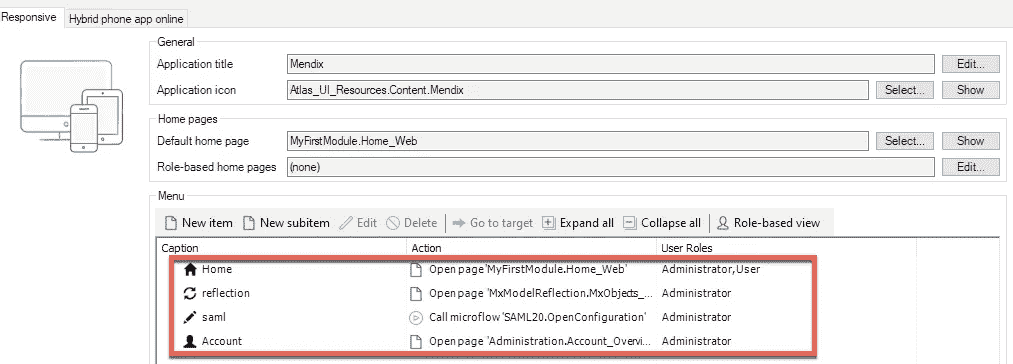 Responsive Hybrid phone app online
General
Application title Mendix Edit...
Application icon Atlas_UI_Resources.Content.Mendix Select... Show
Home pages
Default home page MyFirstModule.Home_Web Select... Show
Role-based home pages (none) Edit...
Menu
New item New subitem Edit Delete Go to target Expand all Collapse all Role-based view
Caption Action User Roles
Home Open page 'MyFirstModule.Home_Web' Administrator,User
reflection Open page 'MxModelReflection.MxObjects_... Administrator
saml Call microflow 'SAML20.OpenConfiguration' Administrator
Account Open page 'Administration.Account_Overvi... Administrator